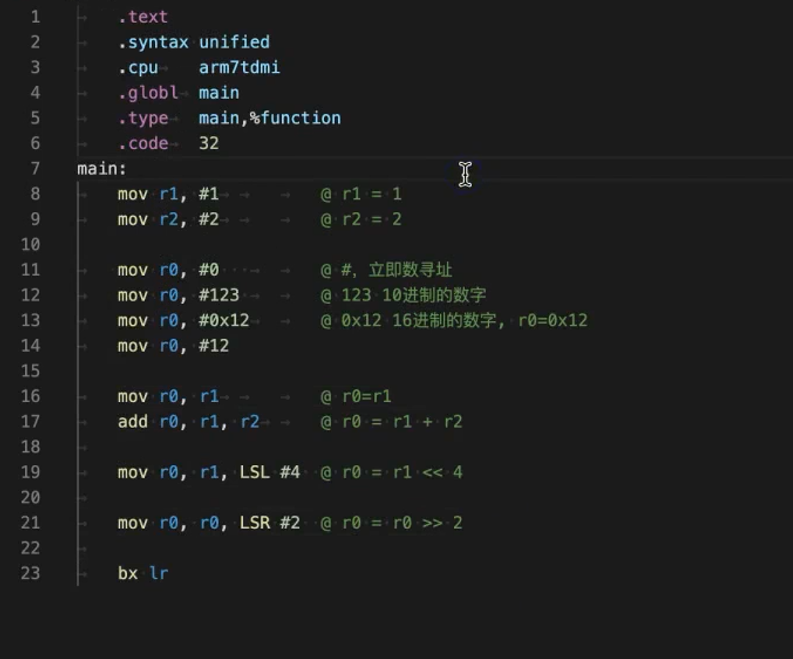 1 .text
2 .syntax unified
3 .cpu arm7tdmi
4 .globl main
5 .type main,%function
6 .code 32
7 main:
8 mov r1, #1 @ r1 = 1
9 mov r2, #2 @ r2 = 2
10
11 mov r0, #0 @ #, 立即数寻址
12 mov r0, #123 @ 123 10进制的数字
13 mov r0, #0x12 @ 0x12 16进制的数字, r0=0x12
14 mov r0, #12
15
16 mov r0, r1 @ r0=r1
17 add r0, r1, r2 @ r0 = r1 + r2
18
19 mov r0, r1, LSL #4 @ r0 = r1 << 4
20
21 mov r0, r0, LSR #2 @ r0 = r0 >> 2
22
23 bx lr